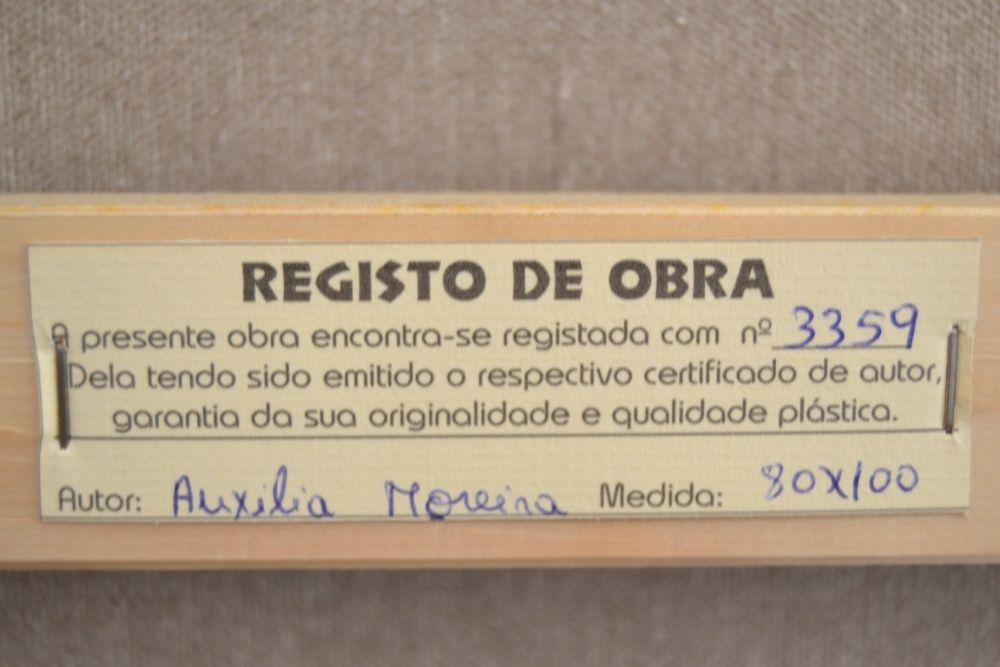 REGISTO DE OBRA
A presente obra encontra-se registada com nº 3359
Dela tendo sido emitido o respectivo certificado de autor,
garantia da sua originalidade e qualidade plástica.
Autor: Auxilia Moreira Medida: 80x100